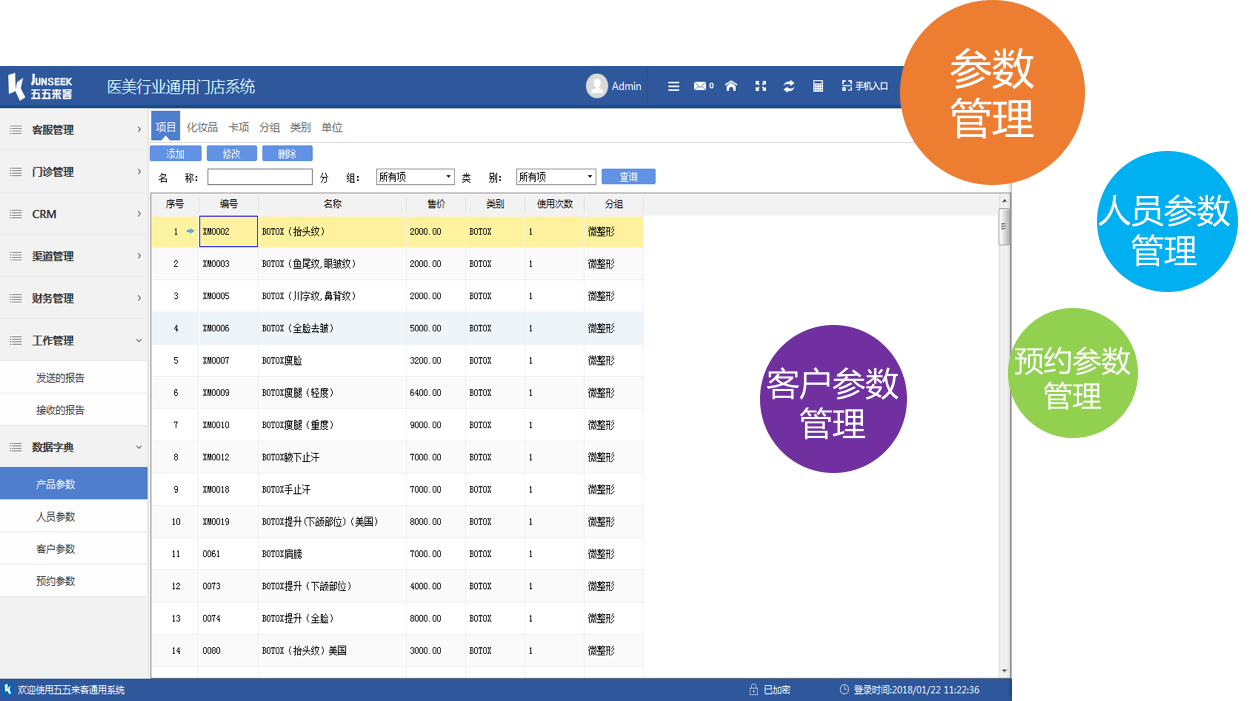 参数
管理
JUNSEEK
五五来客
医美行业通用门店系统
Admin
0
手机入口
人员参数
管理
预约参数
管理
客户参数
管理
客服管理
门诊管理
CRM
渠道管理
财务管理
工作管理
发送的报告
接收的报告
数据字典
产品参数
人员参数
客户参数
预约参数
项目 化妆品 卡项 分组 类别 单位
添加 修改 删除
名 称: 分 组: 所有项 类 别: 所有项 查询
序号 编号 名称 售价 类别 使用次数 分组
1 XM0002 BOTOX（抬头纹） 2000.00 BOTOX 1 微整形
2 XM0003 BOTOX（鱼尾纹,眼皱纹） 2000.00 BOTOX 1 微整形
3 XM0005 BOTOX（川字纹,鼻背纹） 2000.00 BOTOX 1 微整形
4 XM0006 BOTOX（全脸去皱） 5000.00 BOTOX 1 微整形
5 XM0007 BOTOX瘦脸 3200.00 BOTOX 1 微整形
6 XM0009 BOTOX瘦腿（轻度） 6400.00 BOTOX 1 微整形
7 XM0010 BOTOX瘦腿（重度） 9000.00 BOTOX 1 微整形
8 XM0012 BOTOX腋下止汗 7000.00 BOTOX 1 微整形
9 XM0018 BOTOX手止汗 7000.00 BOTOX 1 微整形
10 XM0019 BOTOX提升(下颌部位)（美国） 8000.00 BOTOX 1 微整形
11 0061 BOTOX肩膀 7000.00 BOTOX 1 微整形
12 0073 BOTOX提升（下颌部位） 4000.00 BOTOX 1 微整形
13 0074 BOTOX提升（全脸） 8000.00 BOTOX 1 微整形
14 0080 BOTOX（抬头纹）美国 3000.00 BOTOX 1 微整形
欢迎使用五五来客通用系统
已加密
登录时间:2018/01/22 11:22:36